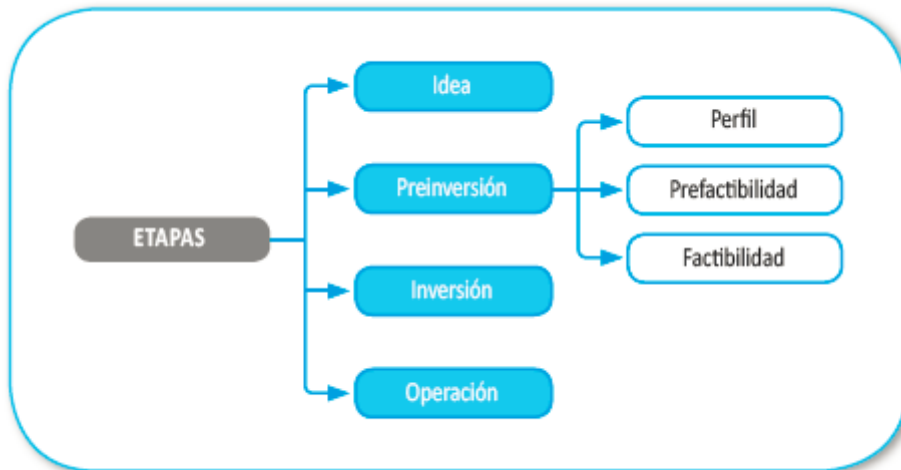 ETAPAS
Idea
Preinversión
Inversión
Operación
Perfil
Prefactibilidad
Factibilidad